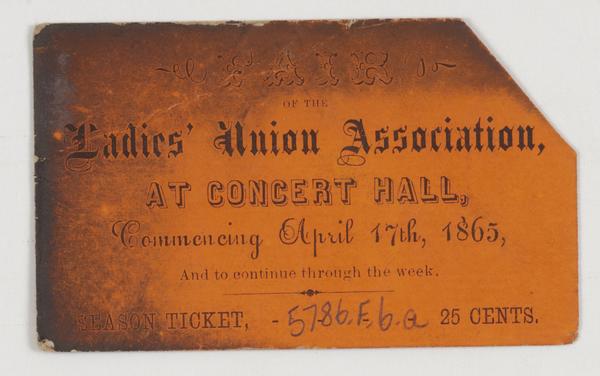 FAIR
OF THE
Ladies' Union Association,
AT CONCERT HALL,
Commencing April 17th, 1865,
And to continue through the week.
SEASON TICKET, - 5786.F.6.a 25 CENTS.